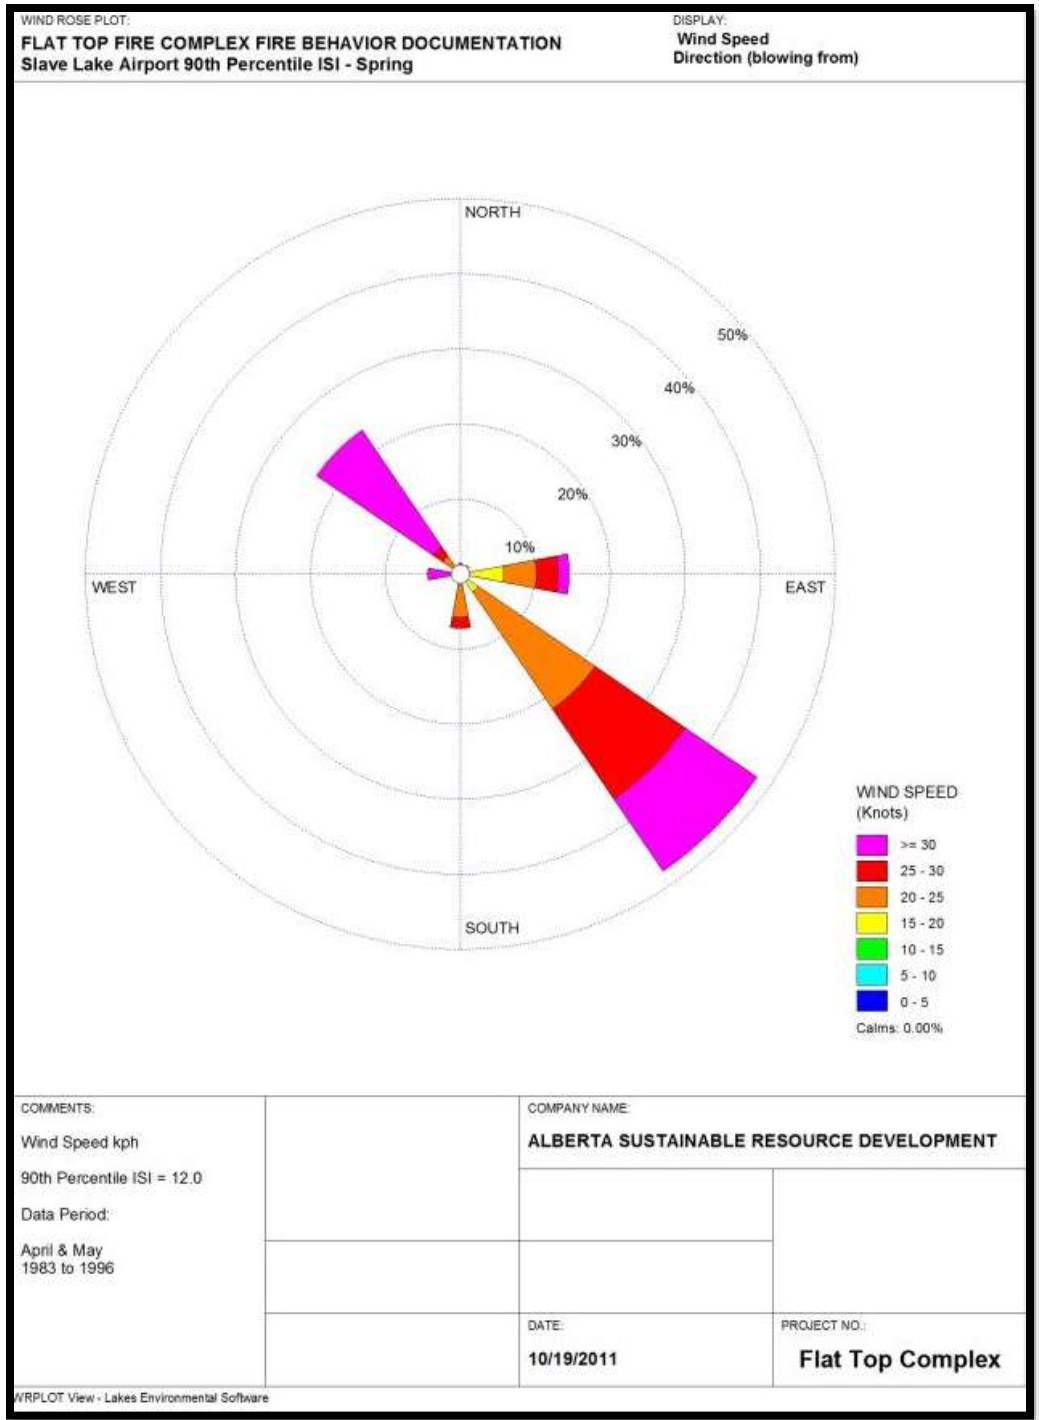 WIND ROSE PLOT:
FLAT TOP FIRE COMPLEX FIRE BEHAVIOR DOCUMENTATION
Slave Lake Airport 90th Percentile ISI - Spring
DISPLAY:
Wind Speed
Direction (blowing from)
NORTH
50%
40%
30%
20%
10%
WEST
EAST
SOUTH
WIND SPEED
(Knots)
>= 30
25 - 30
20 - 25
15 - 20
10 - 15
5 - 10
0 - 5
Calms: 0.00%
COMMENTS:
Wind Speed kph
90th Percentile ISI = 12.0
Data Period:
April & May
1983 to 1996
COMPANY NAME:
ALBERTA SUSTAINABLE RESOURCE DEVELOPMENT
DATE:
10/19/2011
PROJECT NO.:
Flat Top Complex
WRPLOT View - Lakes Environmental Software